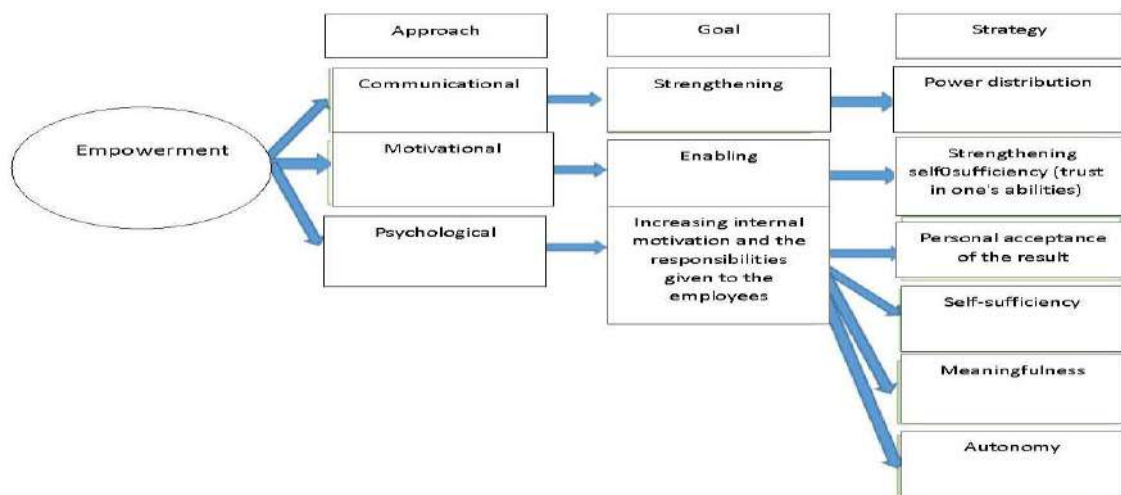 Approach
Goal
Strategy
Empowerment
Communicational
Strengthening
Power distribution
Motivational
Enabling
Strengthening
self0sufficiency (trust
in one's abilities)
Psychological
Increasing internal
motivation and the
responsibilities
given to the
employees
Personal acceptance
of the result
Self-sufficiency
Meaningfulness
Autonomy